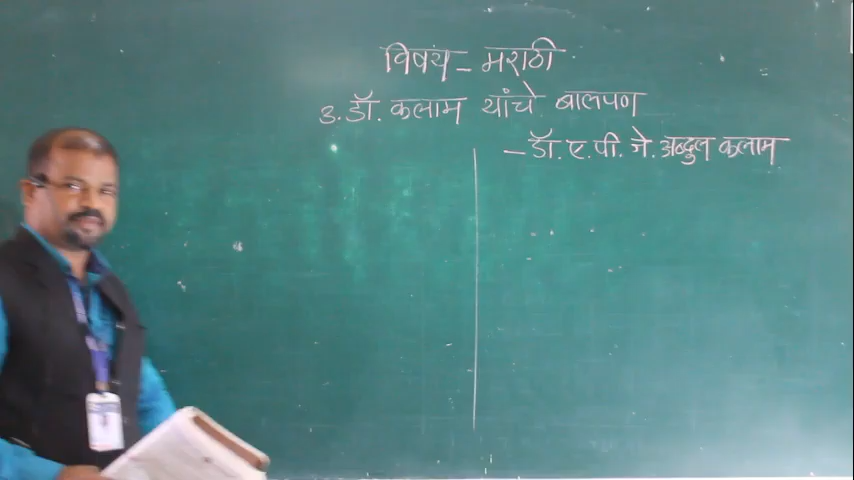 विषय - मराठी
३. डॉ. कलाम यांचे बालपण
- डॉ. ए. पी. जे. अब्दुल कलाम